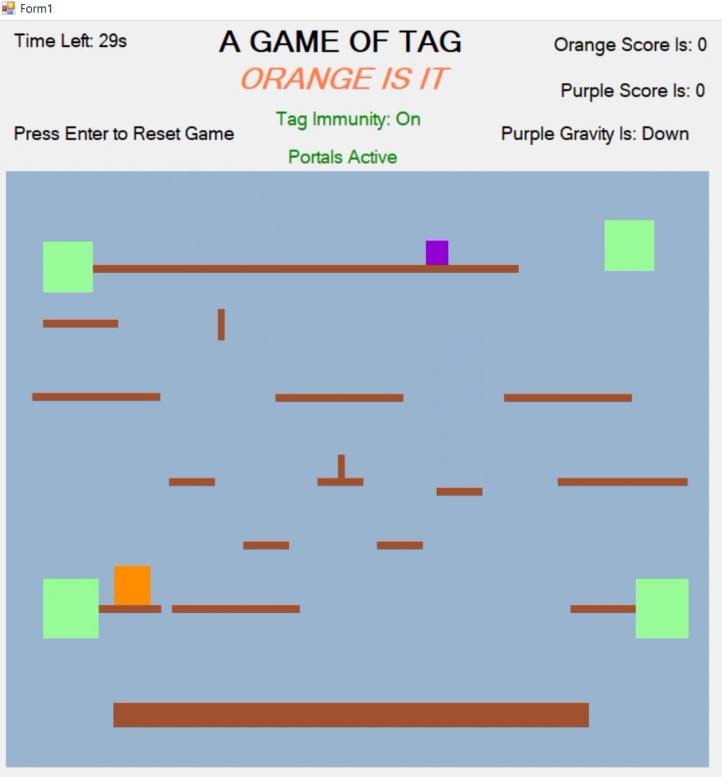 Form1
Time Left: 29s
A GAME OF TAG
Orange Score Is: 0
ORANGE IS IT
Purple Score Is: 0
Tag Immunity: On
Press Enter to Reset Game
Purple Gravity Is: Down
Portals Active